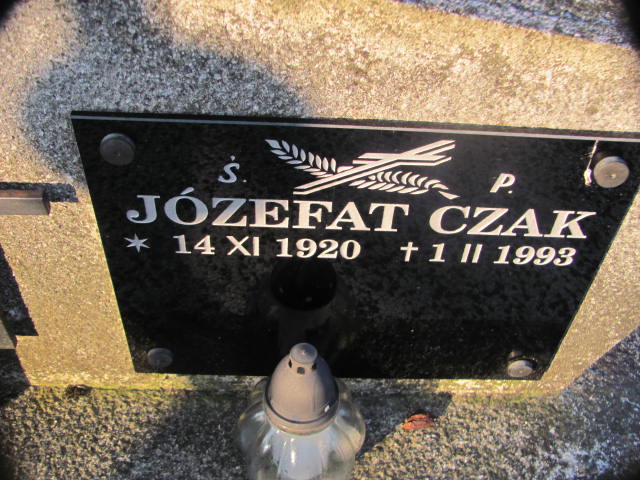 Ś. P.
JÓZEFAT CZAK
* 14 XI 1920 † 1 II 1993